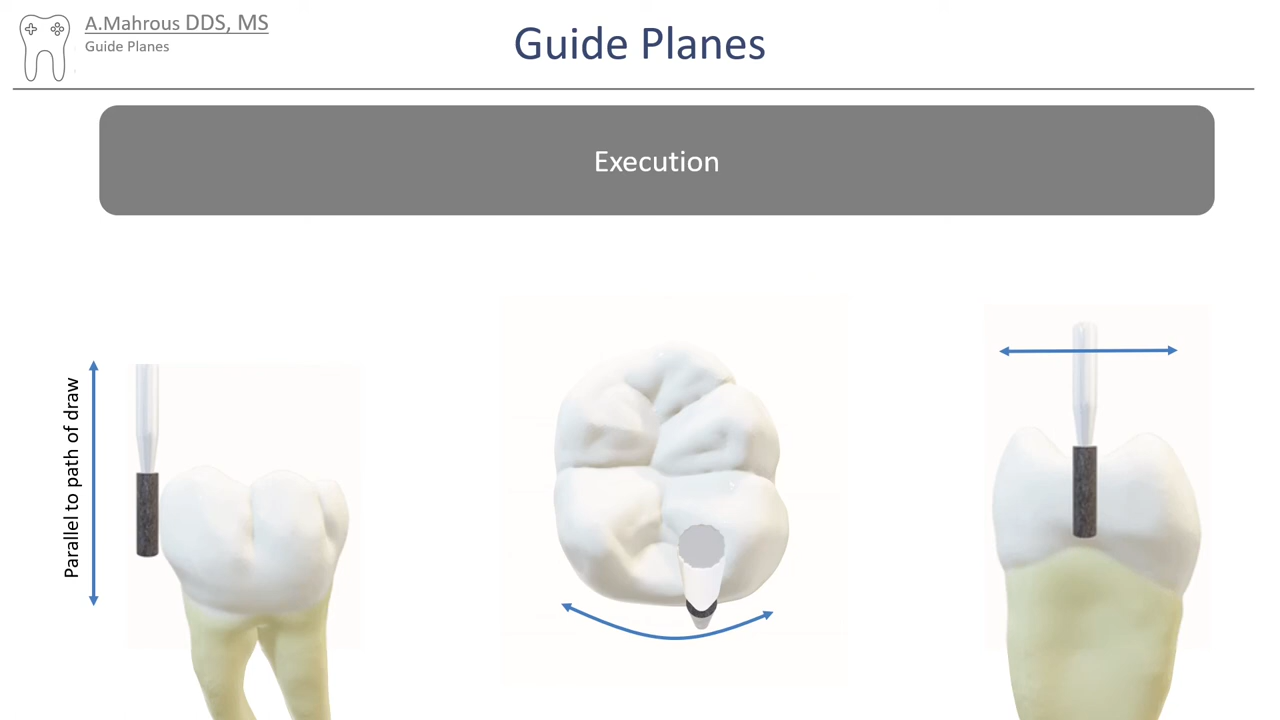 A.Mahrous DDS, MS
Guide Planes
Guide Planes
Execution
Parallel to path of draw